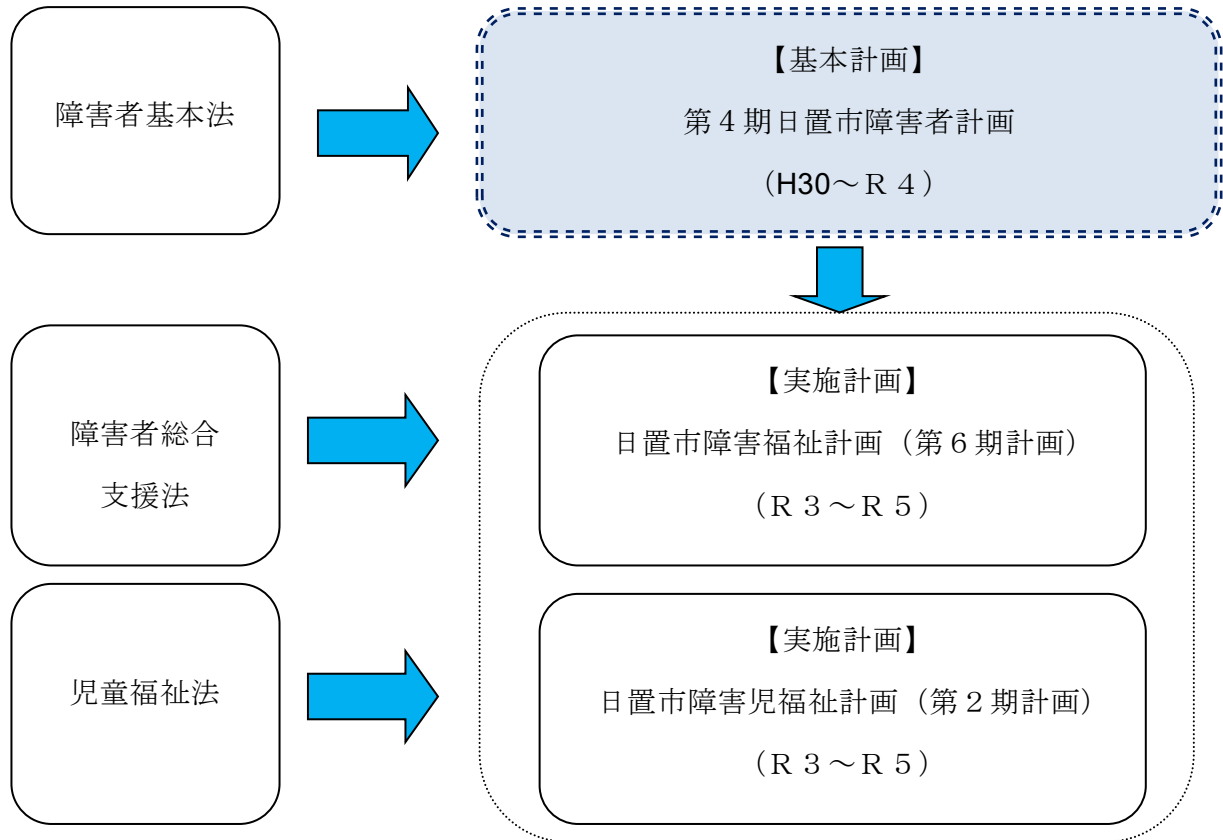 障害者基本法
【基本計画】
第４期日置市障害者計画
（H30～Ｒ４）
障害者総合
支援法
【実施計画】
日置市障害福祉計画（第６期計画）
（Ｒ３～Ｒ５）
児童福祉法
【実施計画】
日置市障害児福祉計画（第２期計画）
（Ｒ３～Ｒ５）